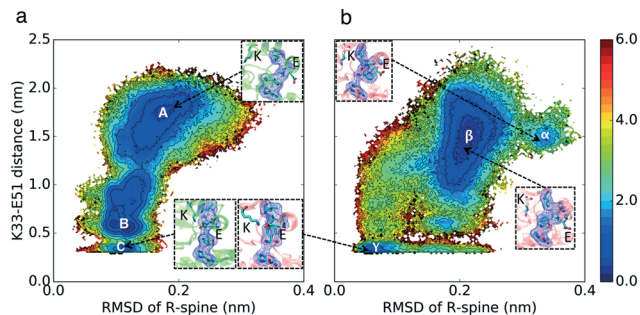 a
b
2.5
2.0
1.5
1.0
0.5
0.0
K33-E51 distance (nm)
0.0
0.2
0.4
RMSD of R-spine (nm)
A
B
C
K
E
K
E
K
E
0.0
0.2
0.4
RMSD of R-spine (nm)
β
α
γ
K
E
K
E
6.0
4.0
2.0
0.0